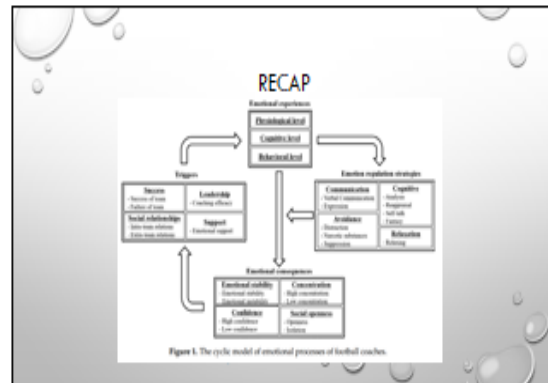 RECAP
Emotional experiences
Physiological level
Cognitive level
Behavioral level
Triggers
Success
- Success of team
- Failure of team
Leadership
- Coaching efficacy
Social relationships
- Intra-team relations
- Extra-team relations
Support
- Emotional support
Emotion regulation strategies
Communication
- Verbal communication
- Expression
Cognitive
- Analysis
- Reappraisal
- Self-talk
- Fantasy
Avoidance
- Distraction
- Narcotic substances
- Suppression
Relaxation
- Relaxing
Emotional consequences
Emotional stability
- Emotional stability
- Emotional instability
Concentration
- High concentration
- Low concentration
Confidence
- High confidence
- Low confidence
Social openness
- Openness
- Isolation
Figure 1. The cyclic model of emotional processes of football coaches.